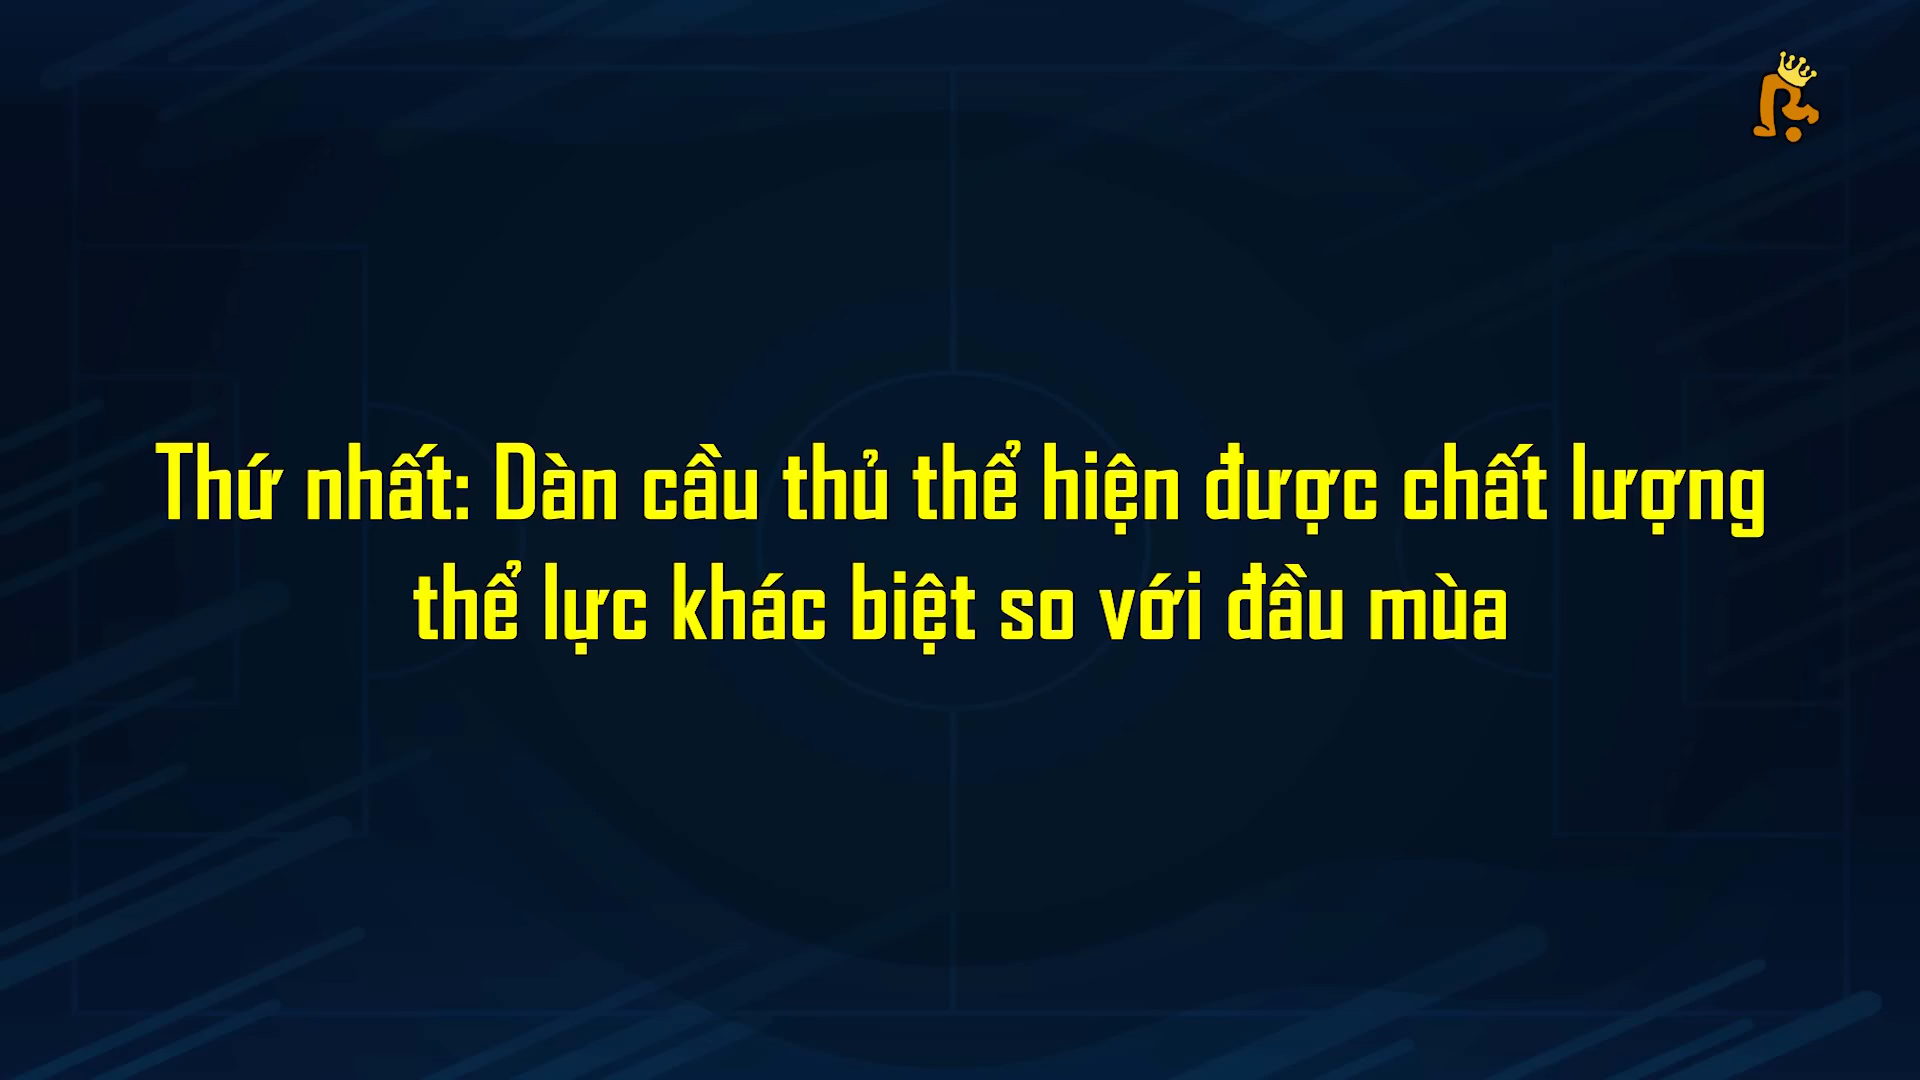 Thứ nhất: Dàn cầu thủ thể hiện được chất lượng
thể lực khác biệt so với đầu mùa